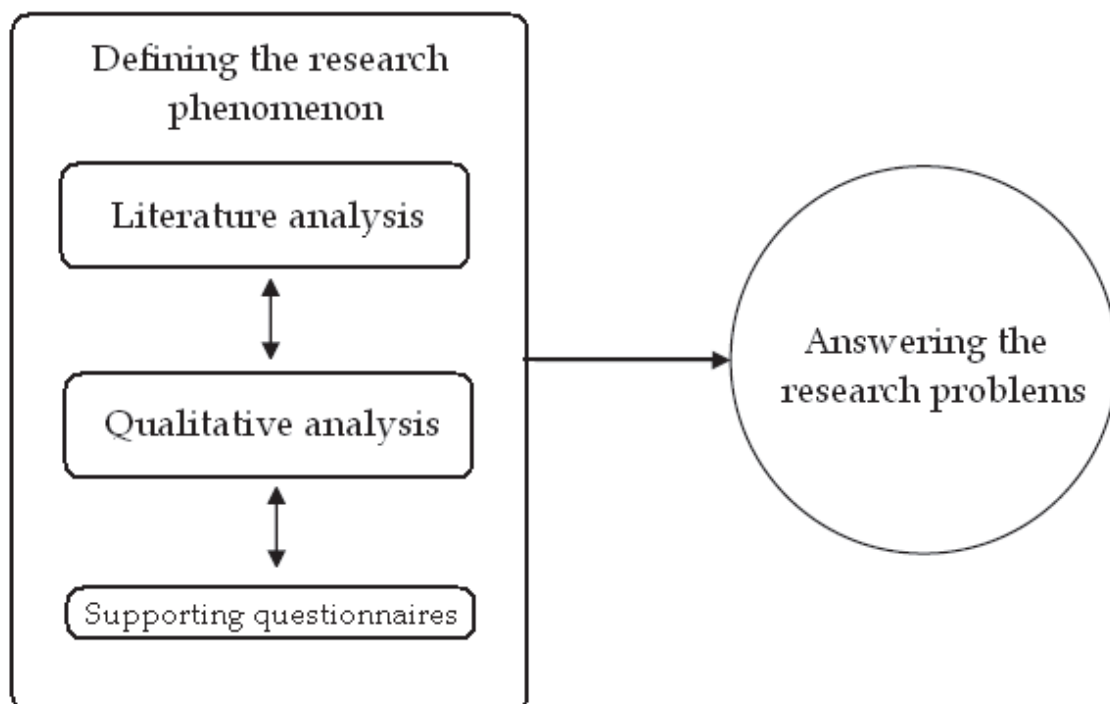 Defining the research
phenomenon
Literature analysis
Qualitative analysis
Supporting questionnaires
Answering the
research problems